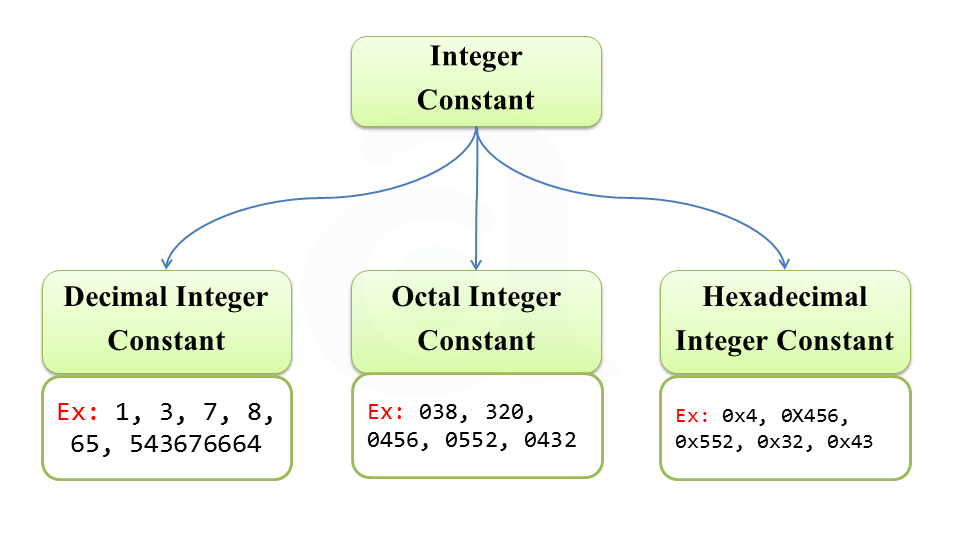 Integer
Constant
Decimal Integer
Constant
Ex: 1, 3, 7, 8,
65, 543676664
Octal Integer
Constant
Ex: 038, 320,
0456, 0552, 0432
Hexadecimal
Integer Constant
Ex: 0x4, 0X456,
0x552, 0x32, 0x43